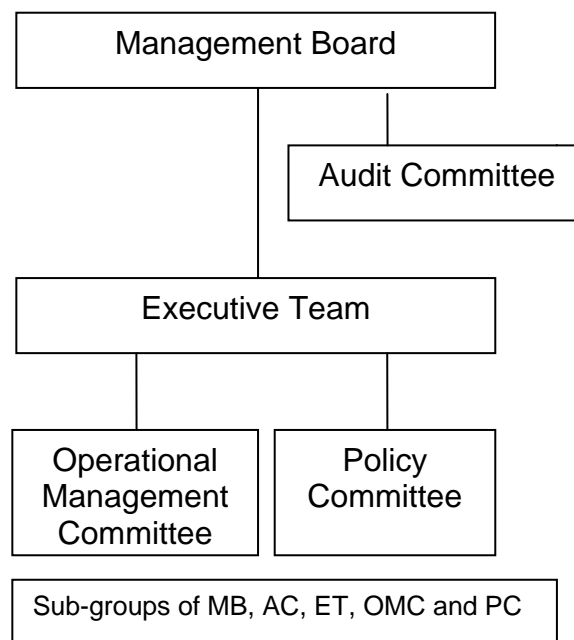 Management Board
Audit Committee
Executive Team
Operational
Management
Committee
Policy
Committee
Sub-groups of MB, AC, ET, OMC and PC